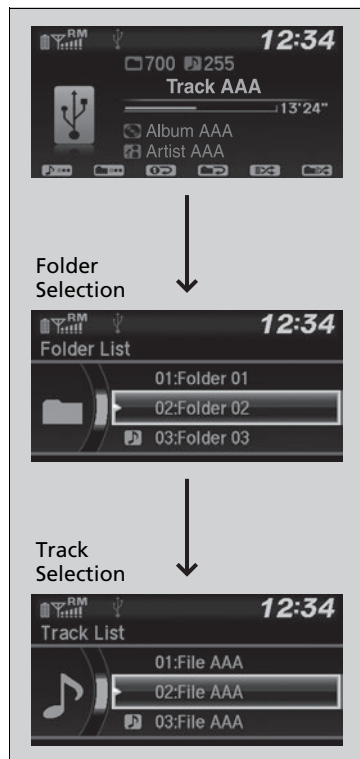 RM
12:34
700 255
Track AAA
13'24"
Album AAA
Artist AAA
Folder
Selection
RM
12:34
Folder List
01:Folder 01
02:Folder 02
03:Folder 03
Track
Selection
RM
12:34
Track List
01:File AAA
02:File AAA
03:File AAA